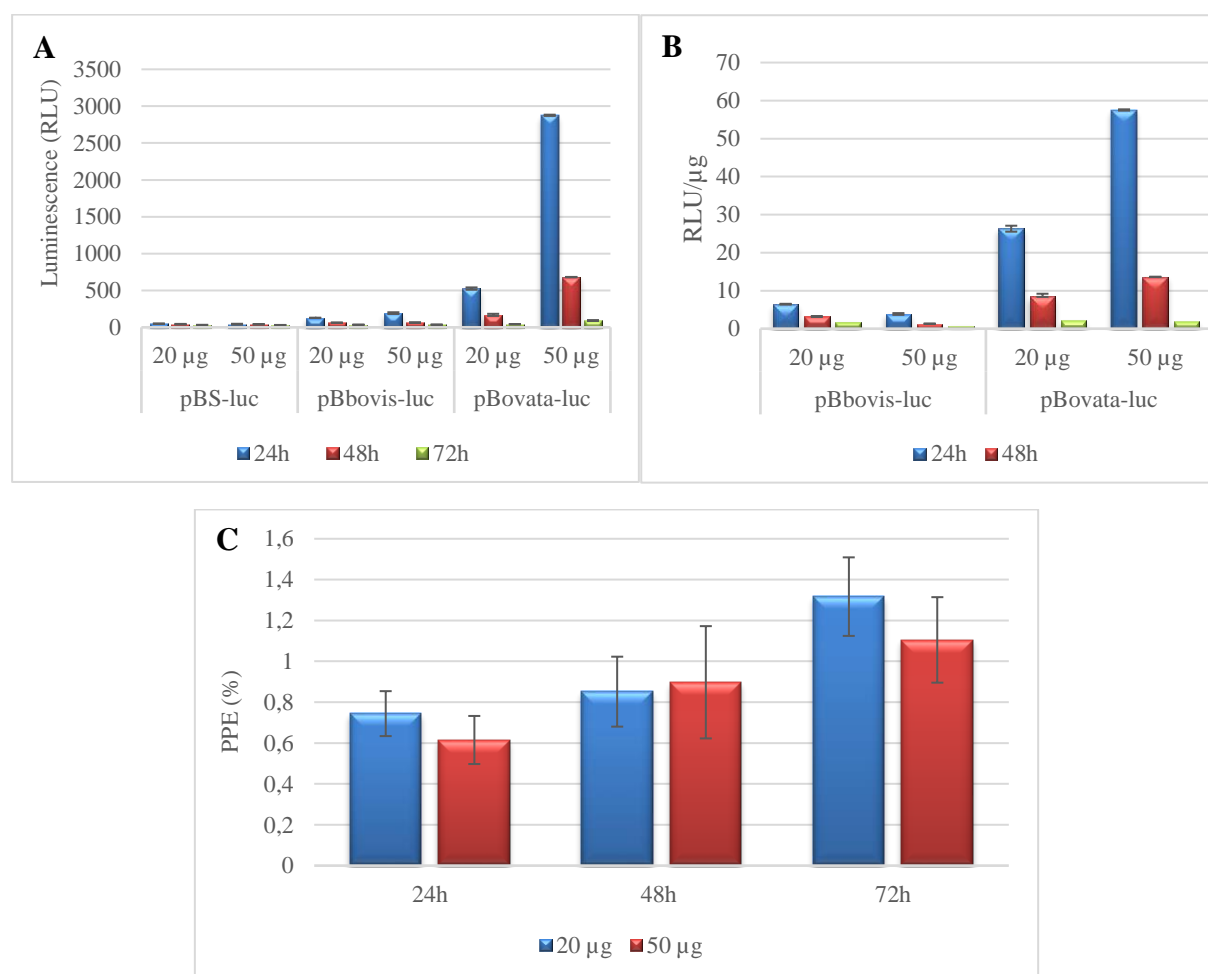 A
Luminescence (RLU)
3500
3000
2500
2000
1500
1000
500
0
20 µg 50 µg 20 µg 50 µg 20 µg 50 µg
pBS-luc pBbovis-luc pBovata-luc
24h 48h 72h
B
RLU/µg
70
60
50
40
30
20
10
0
20 µg 50 µg 20 µg 50 µg
pBbovis-luc pBovata-luc
24h 48h
C
PPE (%)
1,6
1,4
1,2
1
0,8
0,6
0,4
0,2
0
24h 48h 72h
20 µg 50 µg